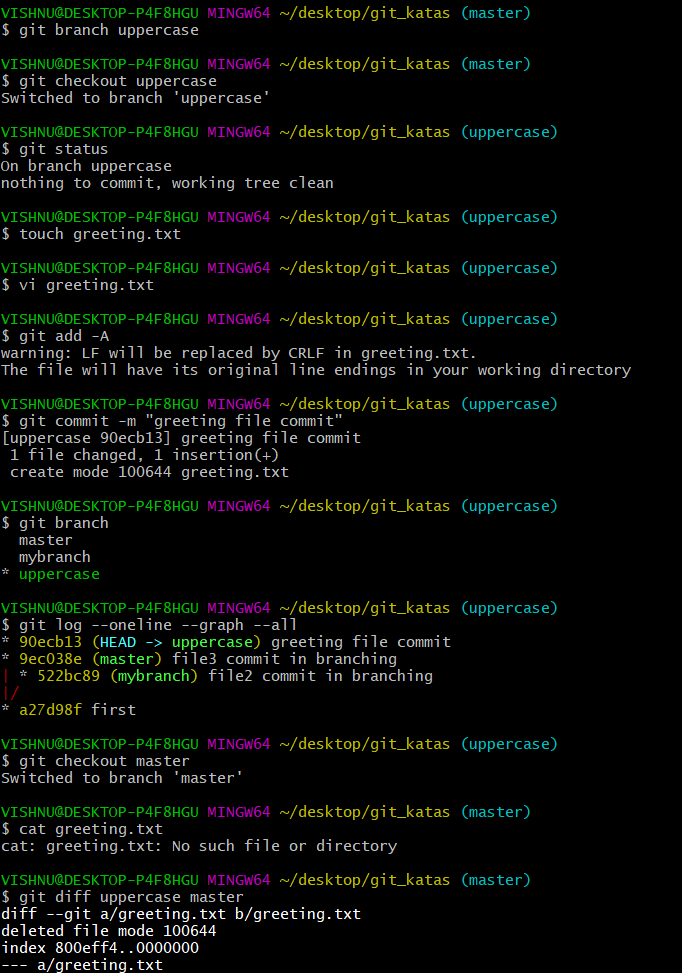 VISHNU@DESKTOP-P4F8HGU MINGW64 ~/desktop/git_katas (master)
$ git branch uppercase

VISHNU@DESKTOP-P4F8HGU MINGW64 ~/desktop/git_katas (master)
$ git checkout uppercase
Switched to branch 'uppercase'

VISHNU@DESKTOP-P4F8HGU MINGW64 ~/desktop/git_katas (uppercase)
$ git status
On branch uppercase
nothing to commit, working tree clean

VISHNU@DESKTOP-P4F8HGU MINGW64 ~/desktop/git_katas (uppercase)
$ touch greeting.txt

VISHNU@DESKTOP-P4F8HGU MINGW64 ~/desktop/git_katas (uppercase)
$ vi greeting.txt

VISHNU@DESKTOP-P4F8HGU MINGW64 ~/desktop/git_katas (uppercase)
$ git add -A
warning: LF will be replaced by CRLF in greeting.txt.
The file will have its original line endings in your working directory

VISHNU@DESKTOP-P4F8HGU MINGW64 ~/desktop/git_katas (uppercase)
$ git commit -m "greeting file commit"
[uppercase 90ecb13] greeting file commit
 1 file changed, 1 insertion(+)
 create mode 100644 greeting.txt

VISHNU@DESKTOP-P4F8HGU MINGW64 ~/desktop/git_katas (uppercase)
$ git branch
  master
  mybranch
* uppercase

VISHNU@DESKTOP-P4F8HGU MINGW64 ~/desktop/git_katas (uppercase)
$ git log --oneline --graph --all
* 90ecb13 (HEAD -> uppercase) greeting file commit
* 9ec038e (master) file3 commit in branching
| * 522bc89 (mybranch) file2 commit in branching
|/
* a27d98f first

VISHNU@DESKTOP-P4F8HGU MINGW64 ~/desktop/git_katas (uppercase)
$ git checkout master
Switched to branch 'master'

VISHNU@DESKTOP-P4F8HGU MINGW64 ~/desktop/git_katas (master)
$ cat greeting.txt
cat: greeting.txt: No such file or directory

VISHNU@DESKTOP-P4F8HGU MINGW64 ~/desktop/git_katas (master)
$ git diff uppercase master
diff --git a/greeting.txt b/greeting.txt
deleted file mode 100644
index 800eff4..0000000
--- a/greeting.txt